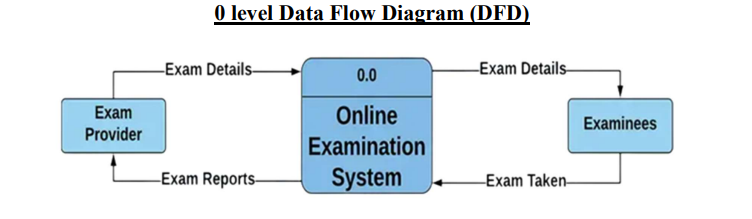 0 level Data Flow Diagram (DFD)
Exam Details
0.0
Exam Details
Exam
Provider
Online
Examination
System
Examinees
Exam Reports
Exam Taken